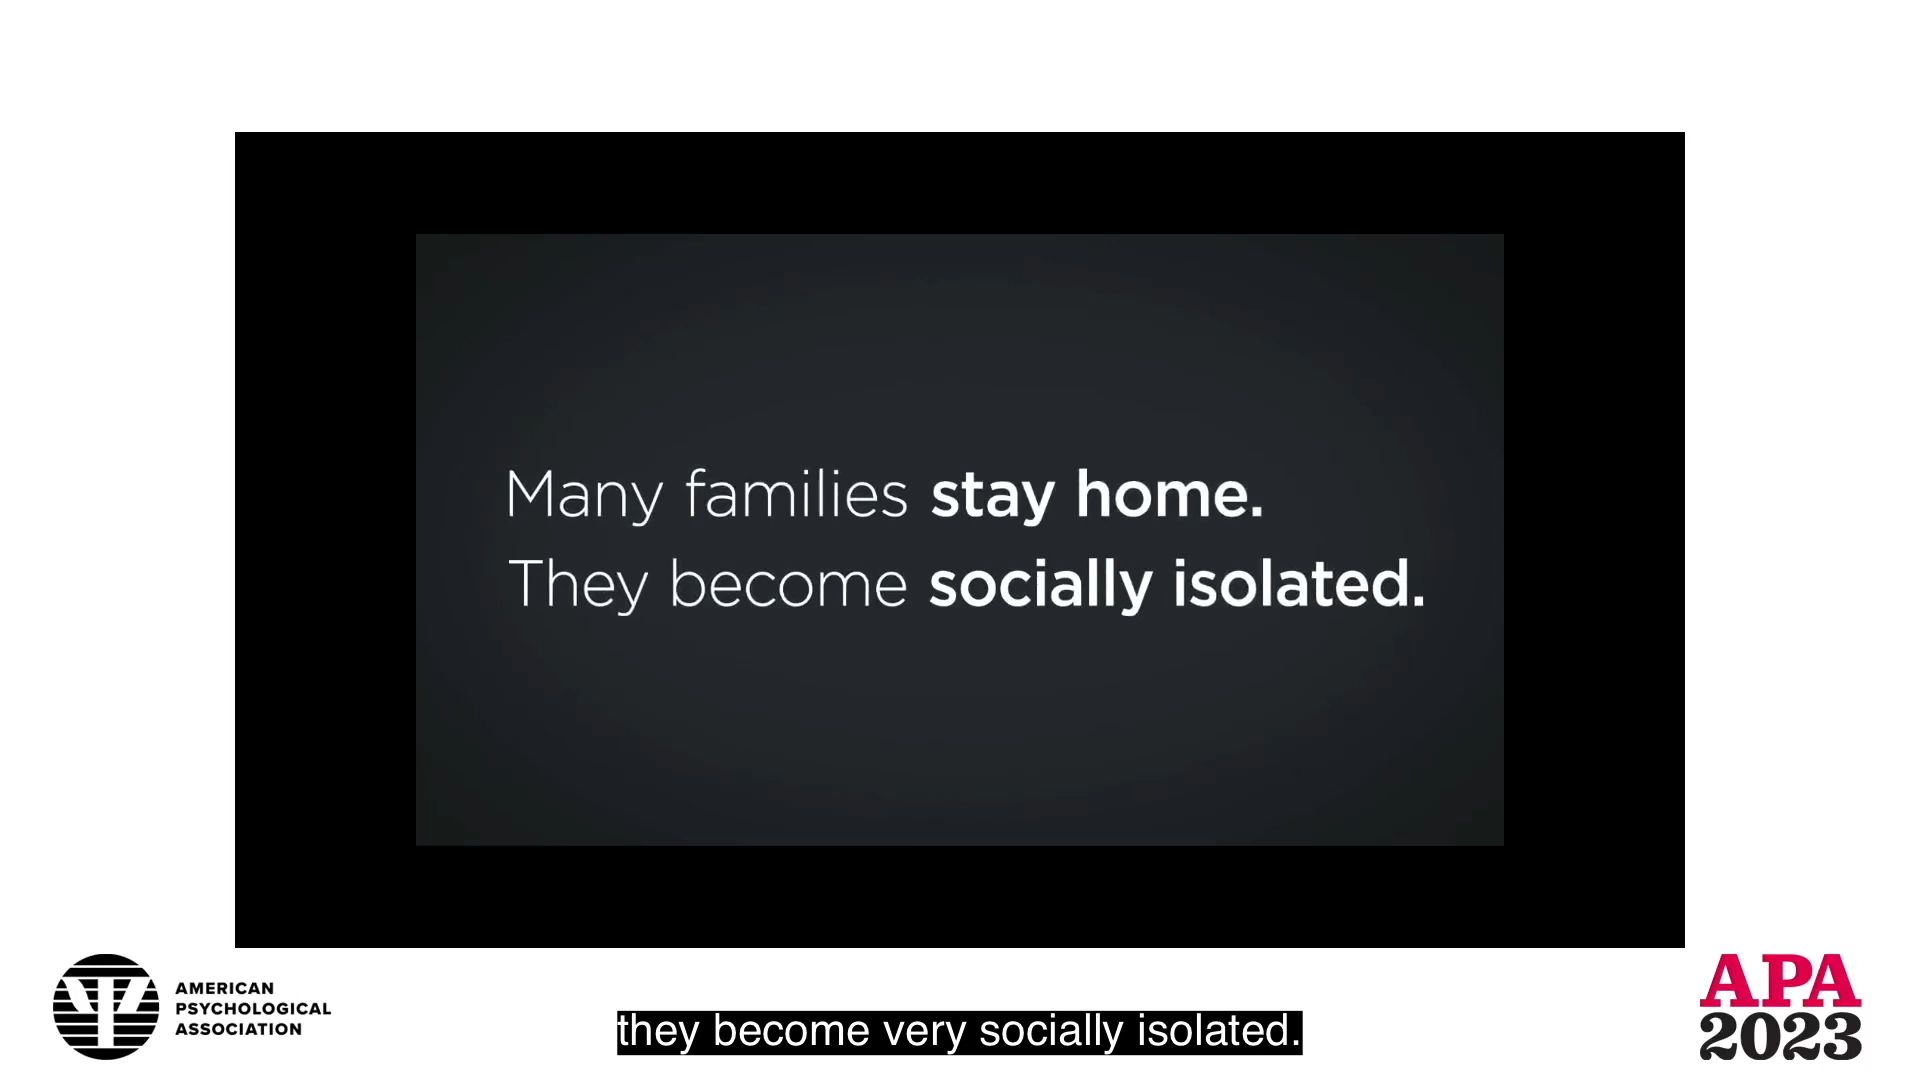 Many families stay home.
They become socially isolated.
AMERICAN
PSYCHOLOGICAL
ASSOCIATION
they become very socially isolated.
APA
2023